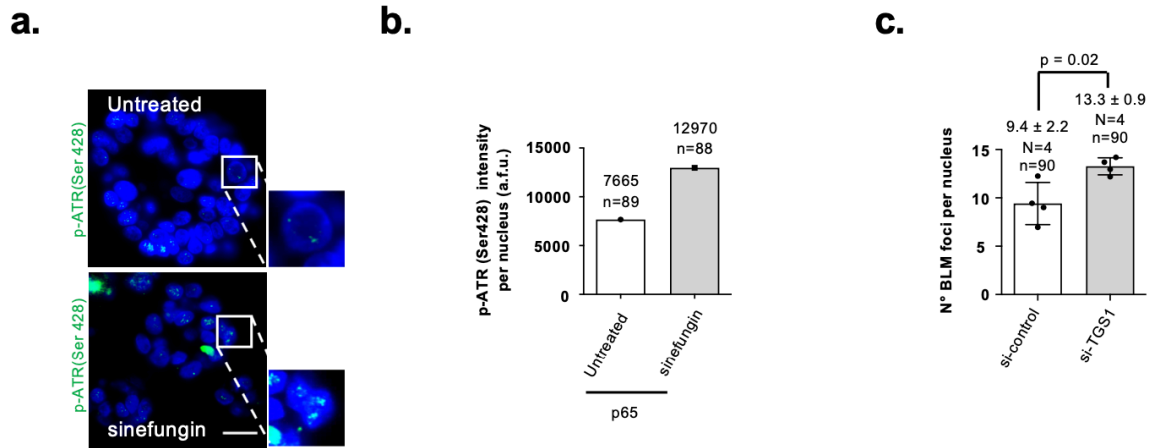 a.
Untreated
p-ATR(Ser 428)
p-ATR(Ser 428)
sinefungin
b.
p-ATR (Ser428) intensity
per nucleus (a.f.u.)
15000
10000
5000
0
7665
n=89
12970
n=88
Untreated
sinefungin
p65
c.
p = 0.02
9.4 ± 2.2
N=4
n=90
13.3 ± 0.9
N=4
n=90
N° BLM foci per nucleus
15
10
5
0
si-control
si-TGS1